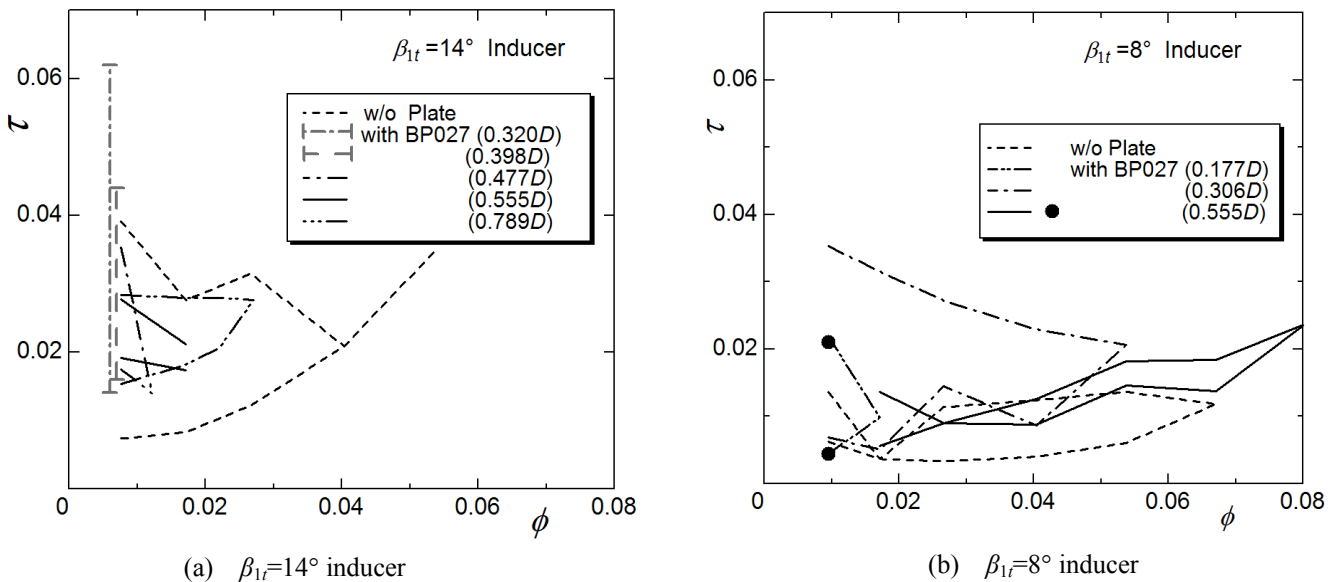 β1t =14° Inducer
0.06
τ
0.04
0.02
w/o Plate
with BP027 (0.320D)
(0.398D)
(0.477D)
(0.555D)
(0.789D)
0 0.02 0.04 0.06 0.08
ϕ
(a) β1t=14° inducer
β1t =8° Inducer
0.06
τ
0.04
0.02
w/o Plate
with BP027 (0.177D)
(0.306D)
(0.555D)
0 0.02 0.04 0.06 0.08
ϕ
(b) β1t=8° inducer